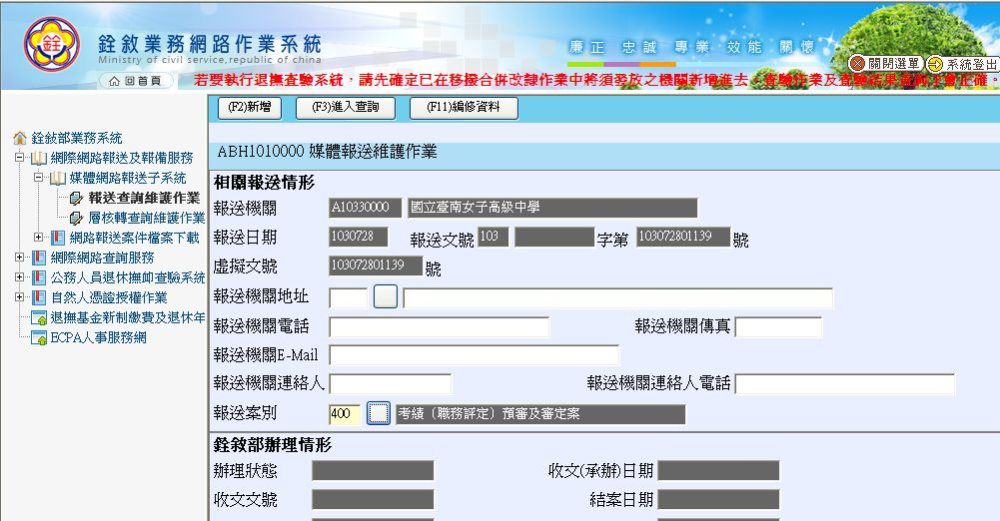 銓敘業務網路作業系統
Ministry of civil service,republic of china
廉正 忠誠 專業 效能 關懷
回首頁
若要執行退撫查驗系統,請先確定已在移撥合併改隸作業中將須發放之機關新增進去,查驗作業及查驗結果
正確。
關閉選單
系統登出
(F2)新增
(F3)進入查詢
(F11)編修資料
銓敘部業務系統
網際網路報送及報備服務
媒體網路報送子系統
報送查詢維護作業
層核轉查詢維護作業
網路報送案件檔案下載
網際網路查詢服務
公務人員退休撫卹查驗系統
自然人憑證授權作業
退撫基金新制繳費及退休年
ECPA人事服務網
ABH1010000 媒體報送維護作業
相關報送情形
報送機關 A10330000 國立臺南女子高級中學
報送日期 1030728 報送文號 103 字第 103072801139 號
虛擬文號 103072801139 號
報送機關地址
報送機關電話 報送機關傳真
報送機關E-Mail
報送機關連絡人 報送機關連絡人電話
報送案別 400 考績(職務評定)預審及審定案
銓敘部辦理情形
辦理狀態 收文(承辦)日期
收文文號 結案日期